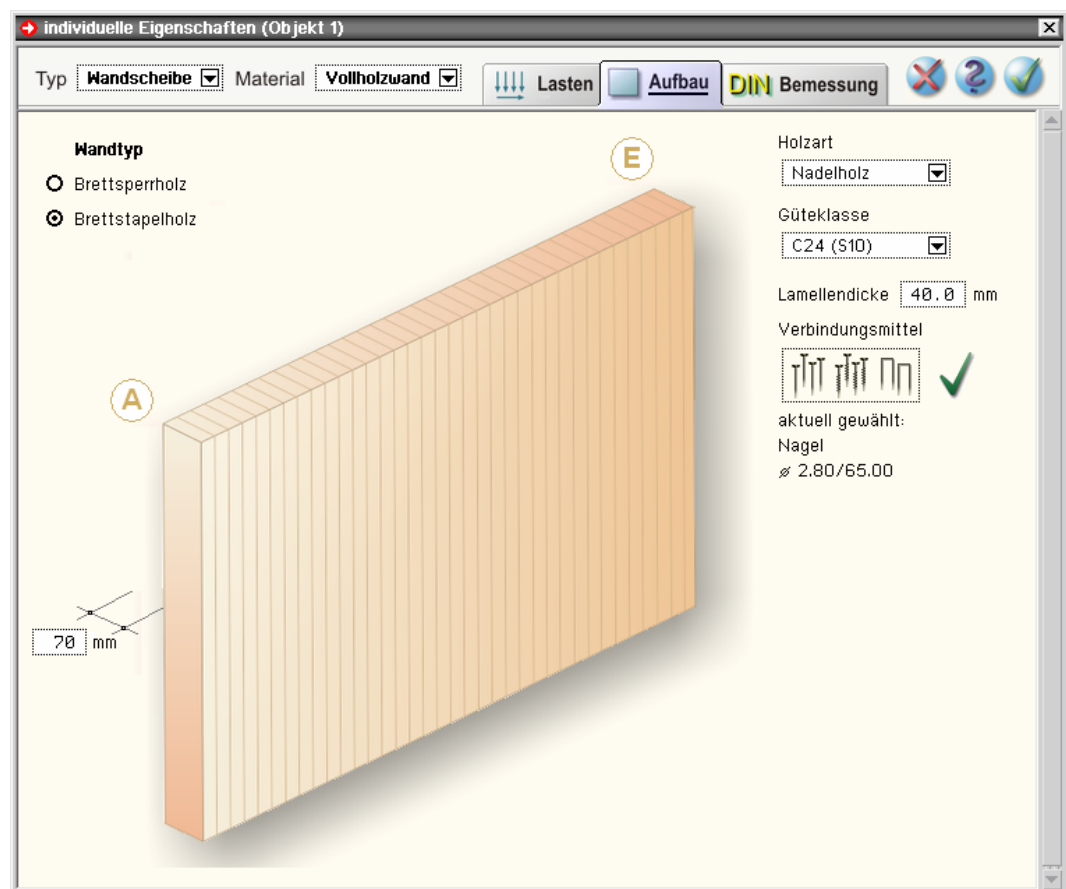 individuelle Eigenschaften (Objekt 1)
Typ Wandscheibe Material Vollholzwand Lasten Aufbau DIN Bemessung
Wandtyp
Brettsperrholz
Brettstapelholz
E
A
70 mm
Holzart
Nadelholz
Güteklasse
C24 (S10)
Lamellendicke 40.0 mm
Verbindungsmittel
aktuell gewählt:
Nagel
ø 2.80/65.00